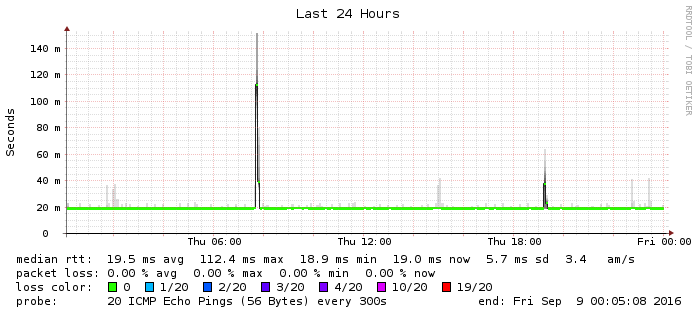 Last 24 Hours
RRDTOOL / TOBI OETIKER
Seconds
140 m
120 m
100 m
80 m
60 m
40 m
20 m
0
Thu 06:00 Thu 12:00 Thu 18:00 Fri 00:00
median rtt: 19.5 ms avg 112.4 ms max 18.9 ms min 19.0 ms now 5.7 ms sd 3.4 am/s
packet loss: 0.00 % avg 0.00 % max 0.00 % min 0.00 % now
loss color: 0 1/20 2/20 3/20 4/20 10/20 19/20
probe: 20 ICMP Echo Pings (56 Bytes) every 300s end: Fri Sep 9 00:05:08 2016